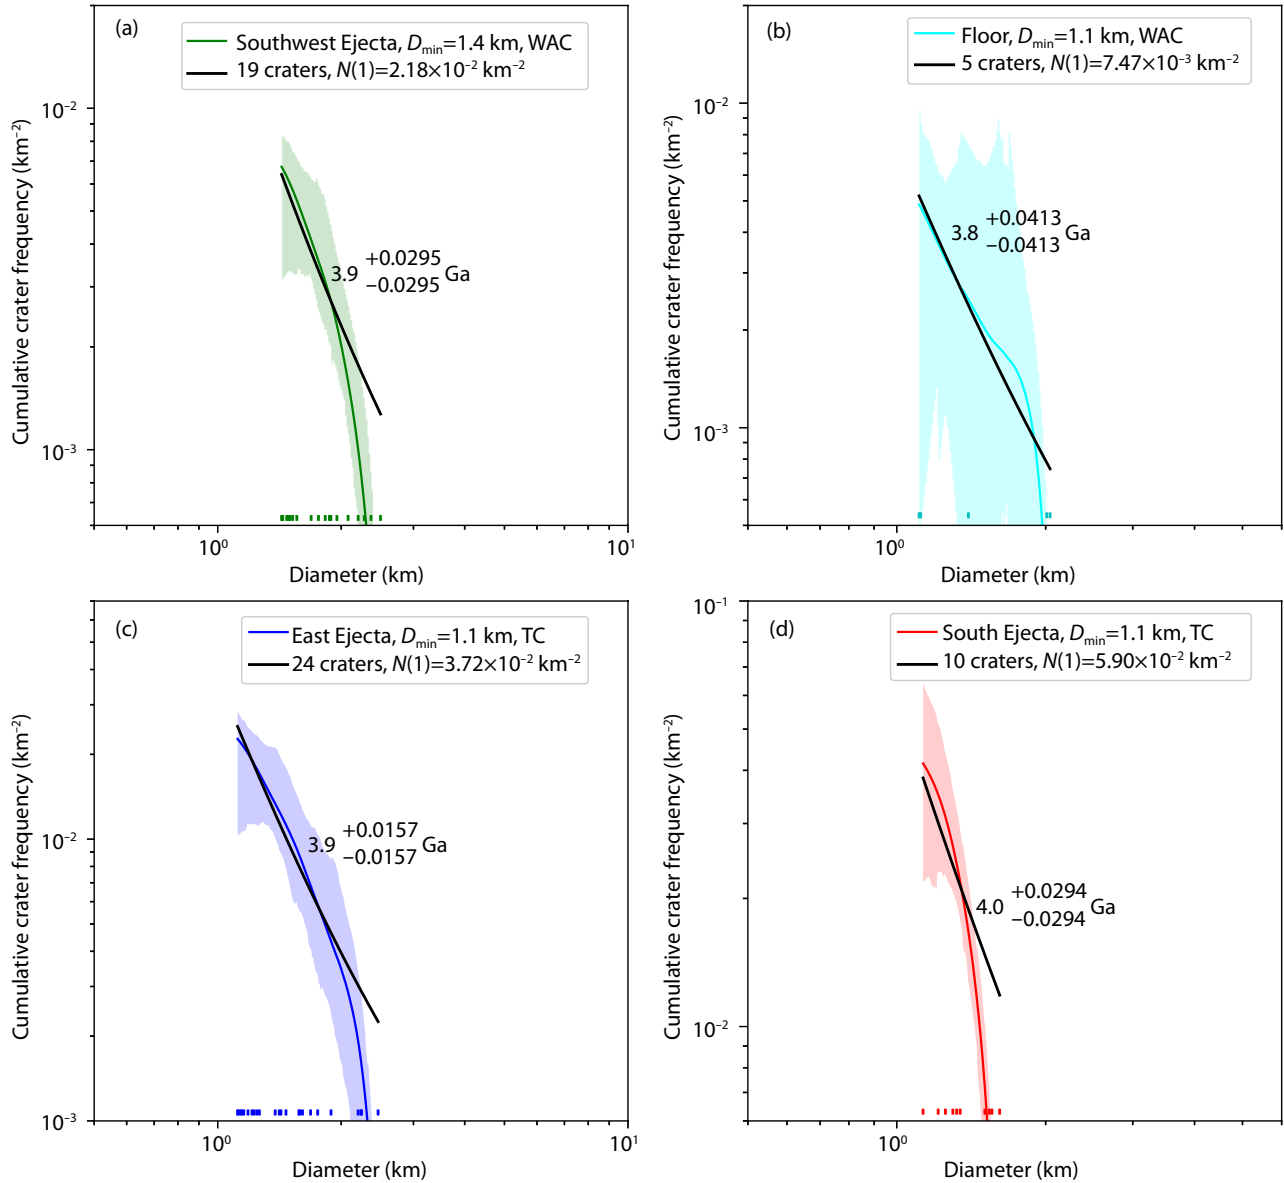 (a)
Southwest Ejecta, Dmin=1.4 km, WAC
19 craters, N(1)=2.18×10⁻² km⁻²
10⁻²
10⁻³
Cumulative crater frequency (km⁻²)
3.9 +0.0295 −0.0295 Ga
10⁰
10¹
Diameter (km)
(b)
Floor, Dmin=1.1 km, WAC
5 craters, N(1)=7.47×10⁻³ km⁻²
10⁻²
10⁻³
Cumulative crater frequency (km⁻²)
3.8 +0.0413 −0.0413 Ga
10⁰
Diameter (km)
(c)
East Ejecta, Dmin=1.1 km, TC
24 craters, N(1)=3.72×10⁻² km⁻²
10⁻²
10⁻³
Cumulative crater frequency (km⁻²)
3.9 +0.0157 −0.0157 Ga
10⁰
10¹
Diameter (km)
(d)
South Ejecta, Dmin=1.1 km, TC
10 craters, N(1)=5.90×10⁻² km⁻²
10⁻¹
10⁻²
Cumulative crater frequency (km⁻²)
4.0 +0.0294 −0.0294 Ga
10⁰
Diameter (km)